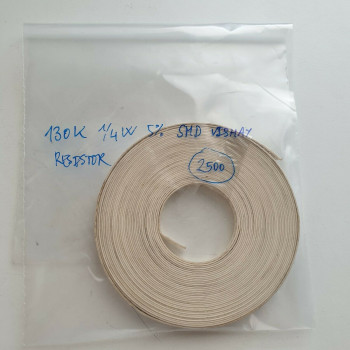 130K 1/4W 5% SMD VISHAY
RESISTOR
2500